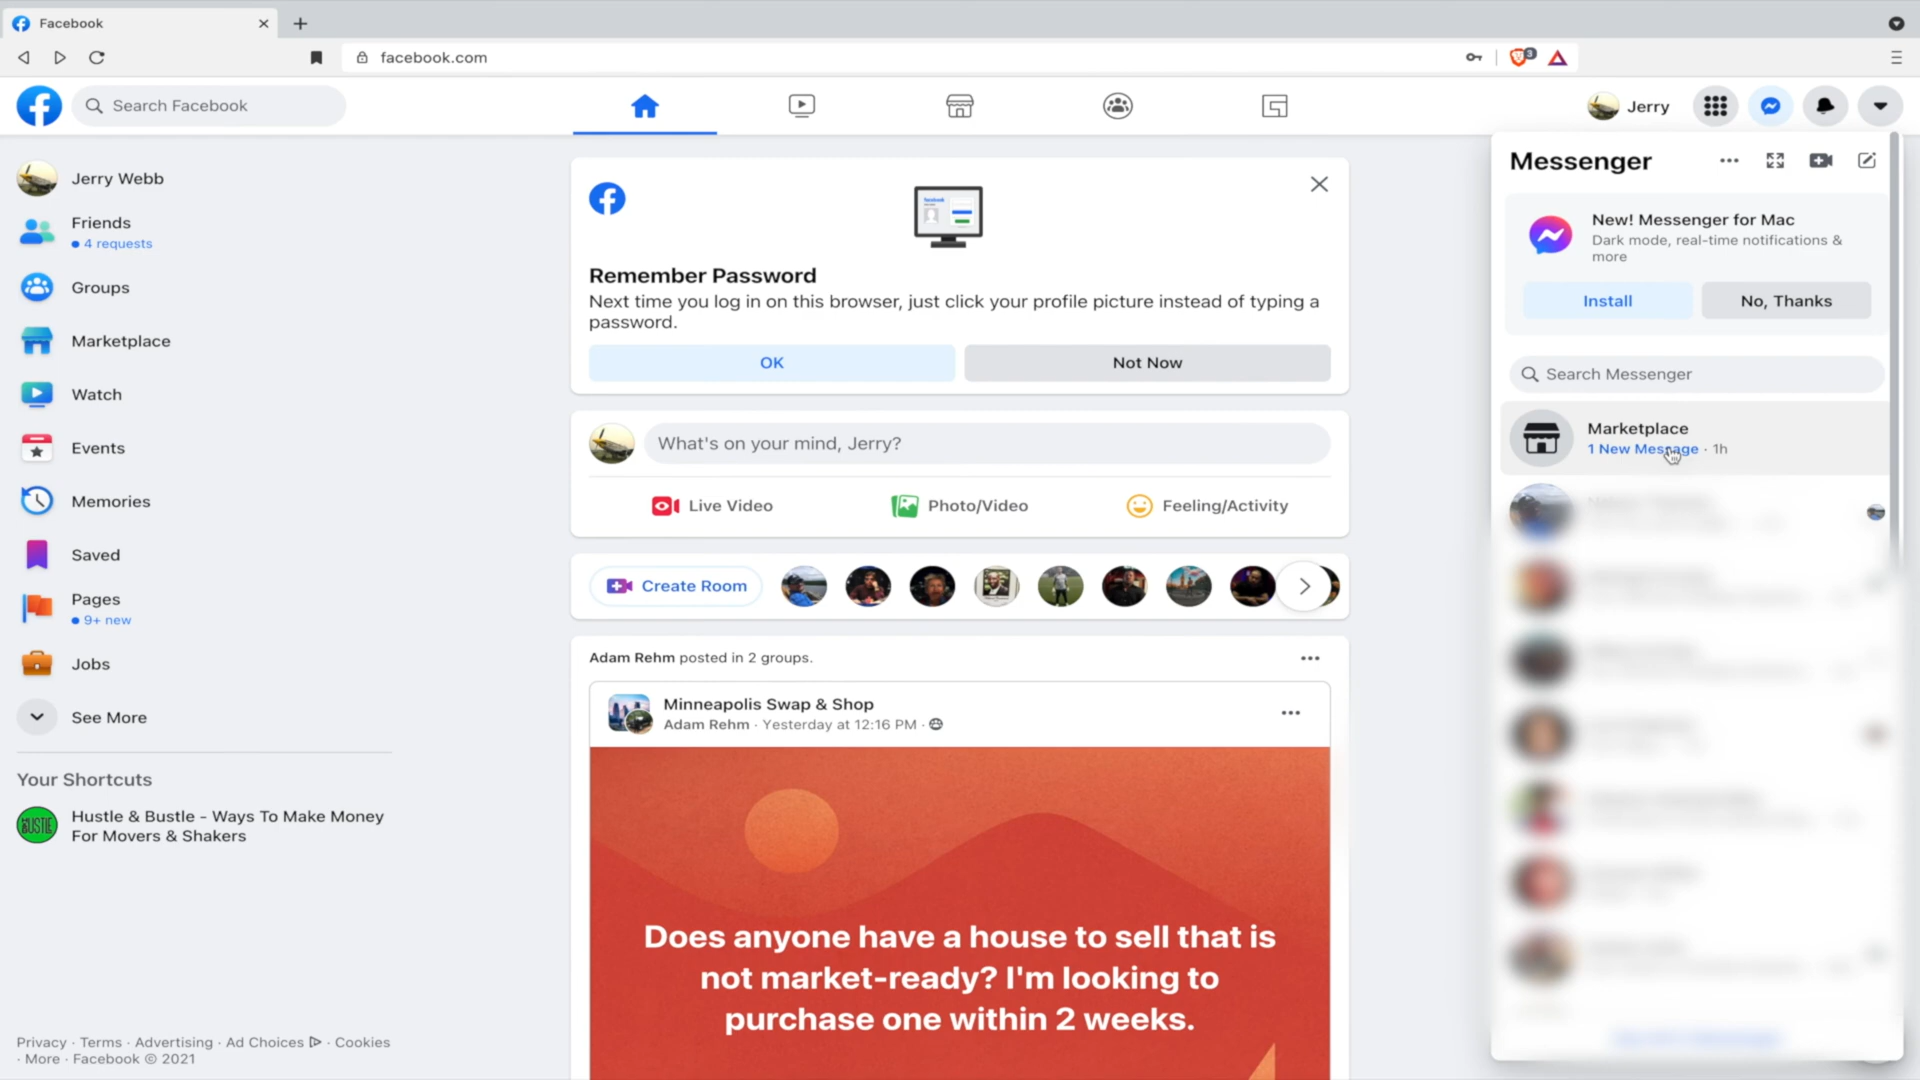 Facebook
facebook.com
3
Search Facebook
Jerry
Jerry Webb
Friends
4 requests
Groups
Marketplace
Watch
Events
Memories
Saved
Pages
9+ new
Jobs
See More
Your Shortcuts
HUSTLE
Hustle & Bustle - Ways To Make Money
For Movers & Shakers
Privacy · Terms · Advertising · Ad Choices · Cookies
· More · Facebook © 2021
Remember Password
Next time you log in on this browser, just click your profile picture instead of typing a
password.
OK
Not Now
What's on your mind, Jerry?
Live Video
Photo/Video
Feeling/Activity
Create Room
Adam Rehm posted in 2 groups.
Minneapolis Swap & Shop
Adam Rehm · Yesterday at 12:16 PM ·
Does anyone have a house to sell that is
not market-ready? I'm looking to
purchase one within 2 weeks.
Messenger
New! Messenger for Mac
Dark mode, real-time notifications &
more
Install
No, Thanks
Search Messenger
Marketplace
1 New Message · 1h